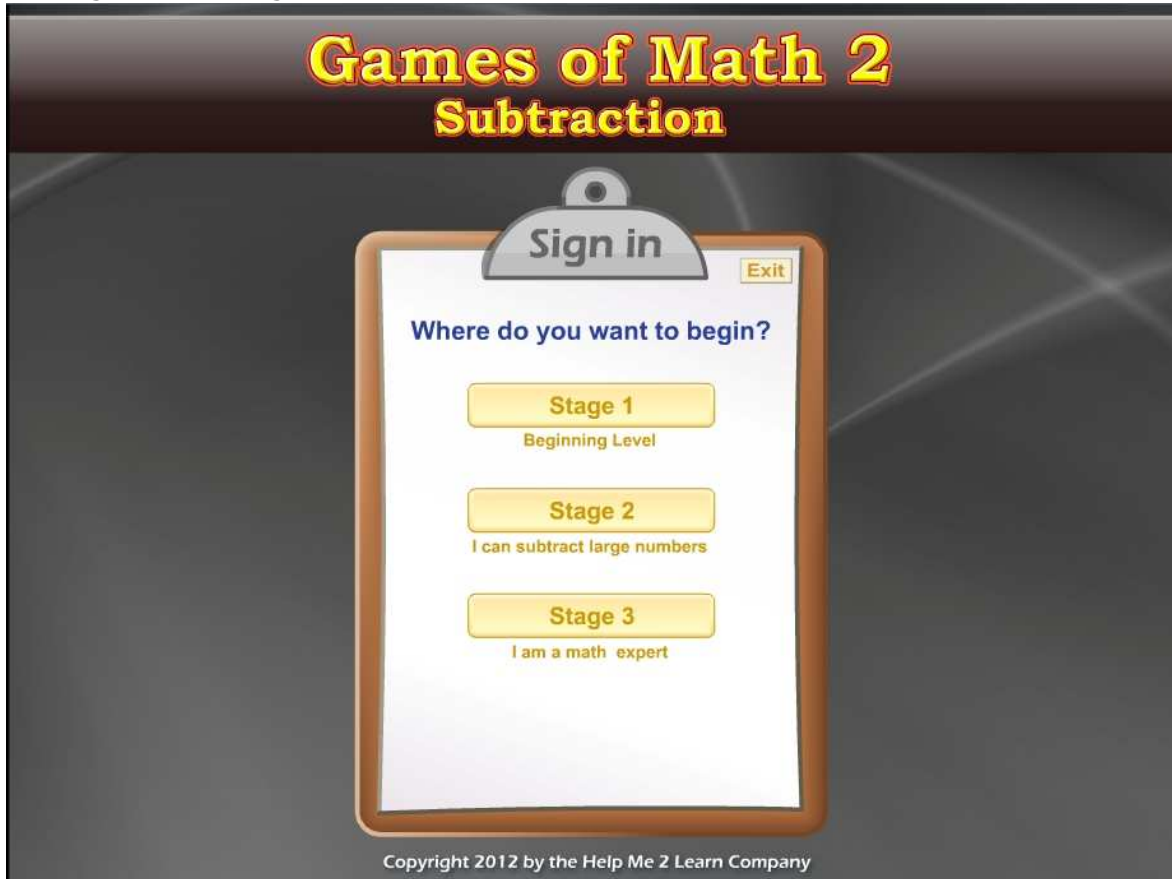 Games of Math 2
Subtraction
Sign in
Exit
Where do you want to begin?
Stage 1
Beginning Level
Stage 2
I can subtract large numbers
Stage 3
I am a math expert
Copyright 2012 by the Help Me 2 Learn Company